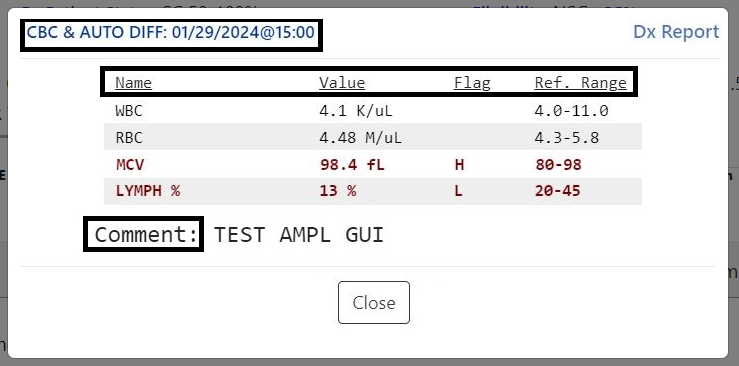 CBC & AUTO DIFF: 01/29/2024@15:00 Dx Report
Name Value Flag Ref. Range
WBC 4.1 K/uL 4.0-11.0
RBC 4.48 M/uL 4.3-5.8
MCV 98.4 fL H 80-98
LYMPH % 13 % L 20-45
Comment: TEST AMPL GUI
Close